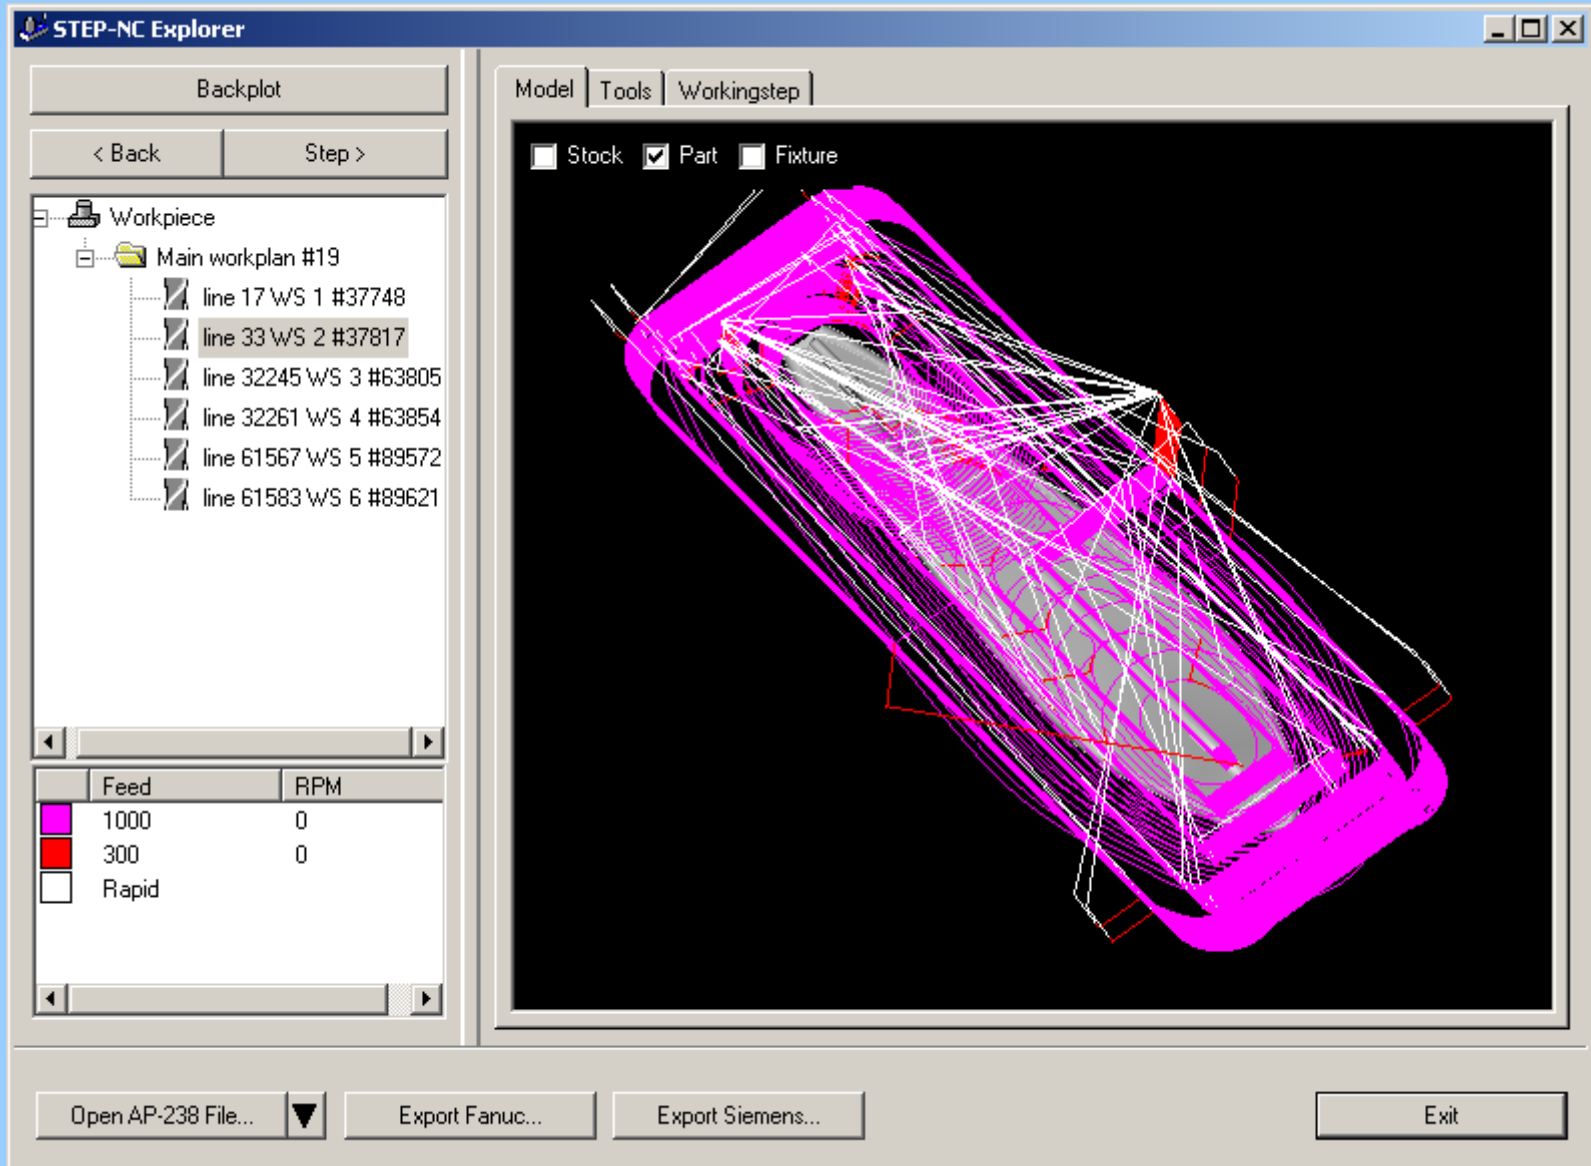 STEP-NC Explorer
Backplot
< Back
Step >
Workpiece
Main workplan #19
line 17 WS 1 #37748
line 33 WS 2 #37817
line 32245 WS 3 #63805
line 32261 WS 4 #63854
line 61567 WS 5 #89572
line 61583 WS 6 #89621
Feed RPM
1000 0
300 0
Rapid
Model Tools Workingstep
Stock Part Fixture
Open AP-238 File...
Export Fanuc...
Export Siemens...
Exit